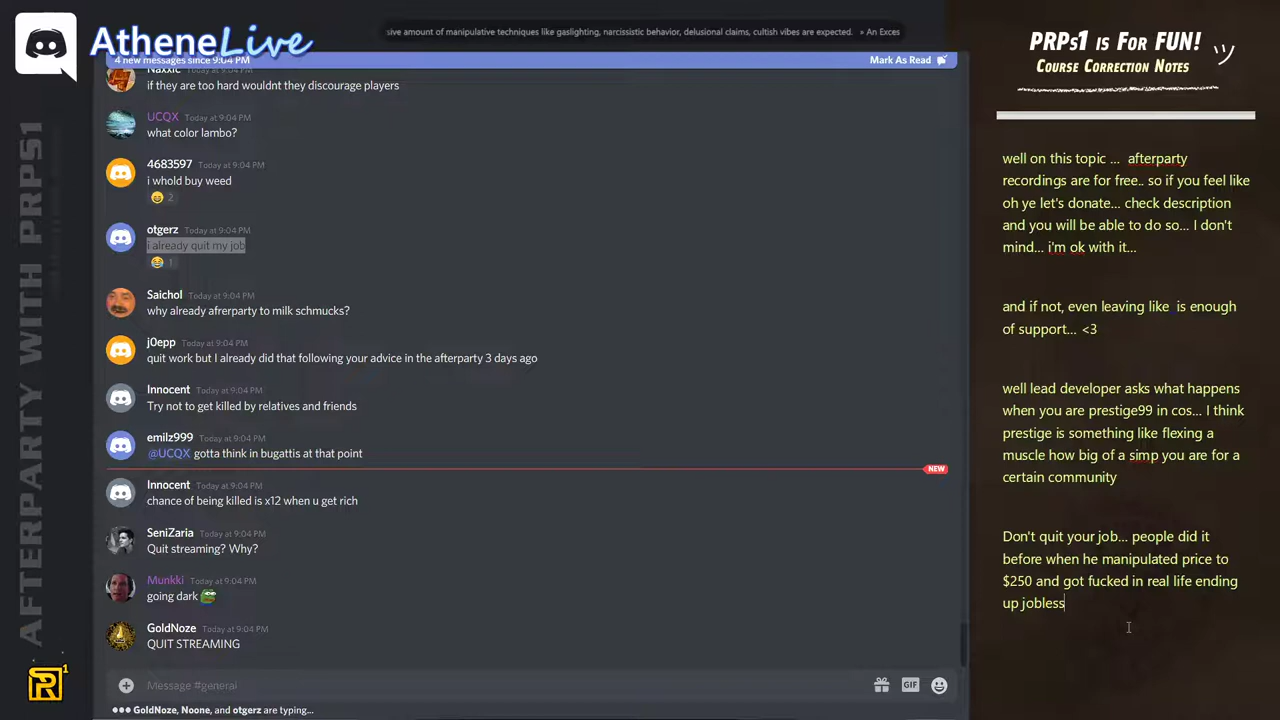 AtheneLive
sive amount of manipulative techniques like gaslighting, narcissistic behavior, delusional claims, cultish vibes are expected. » An Exces
4 new messages since 9:04 PM
Mark As Read
Naxxic
if they are too hard wouldnt they discourage players
UCQX Today at 9:04 PM
what color lambo?
4683597 Today at 9:04 PM
i whold buy weed
2
otgerz Today at 9:04 PM
i already quit my job
1
Saichol Today at 9:04 PM
why already afrerparty to milk schmucks?
j0epp Today at 9:04 PM
quit work but I already did that following your advice in the afterparty 3 days ago
Innocent Today at 9:04 PM
Try not to get killed by relatives and friends
emilz999 Today at 9:04 PM
@UCQX gotta think in bugattis at that point
NEW
Innocent Today at 9:04 PM
chance of being killed is x12 when u get rich
SeniZaria Today at 9:04 PM
Quit streaming? Why?
Munkki Today at 9:04 PM
going dark
GoldNoze Today at 9:04 PM
QUIT STREAMING
Message #general
GIF
GoldNoze, Noone, and otgerz are typing...
AFTERPARTY WITH PRPS1
R1
PRPs1 is For FUN! ツ
Course Correction Notes
well on this topic ... afterparty
recordings are for free.. so if you feel like
oh ye let's donate... check description
and you will be able to do so... I don't
mind... i'm ok with it...
and if not, even leaving like is enough
of support... <3
well lead developer asks what happens
when you are prestige99 in cos... I think
prestige is something like flexing a
muscle how big of a simp you are for a
certain community
Don't quit your job... people did it
before when he manipulated price to
$250 and got fucked in real life ending
up jobless